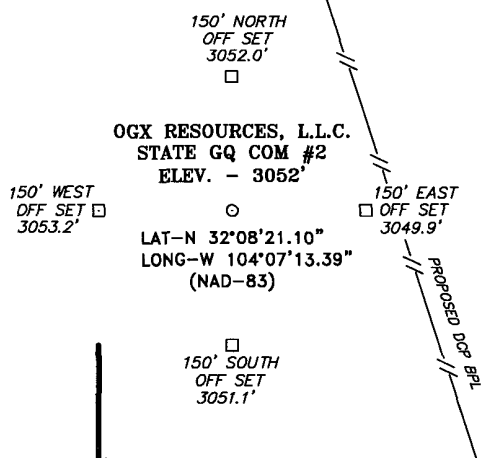 150' NORTH
OFF SET
3052.0'
OGX RESOURCES, L.L.C.
STATE GQ COM #2
ELEV. - 3052'
150' WEST
OFF SET
3053.2'
150' EAST
OFF SET
3049.9'
LAT-N 32°08'21.10"
LONG-W 104°07'13.39"
(NAD-83)
PROPOSED DCP BPL
150' SOUTH
OFF SET
3051.1'